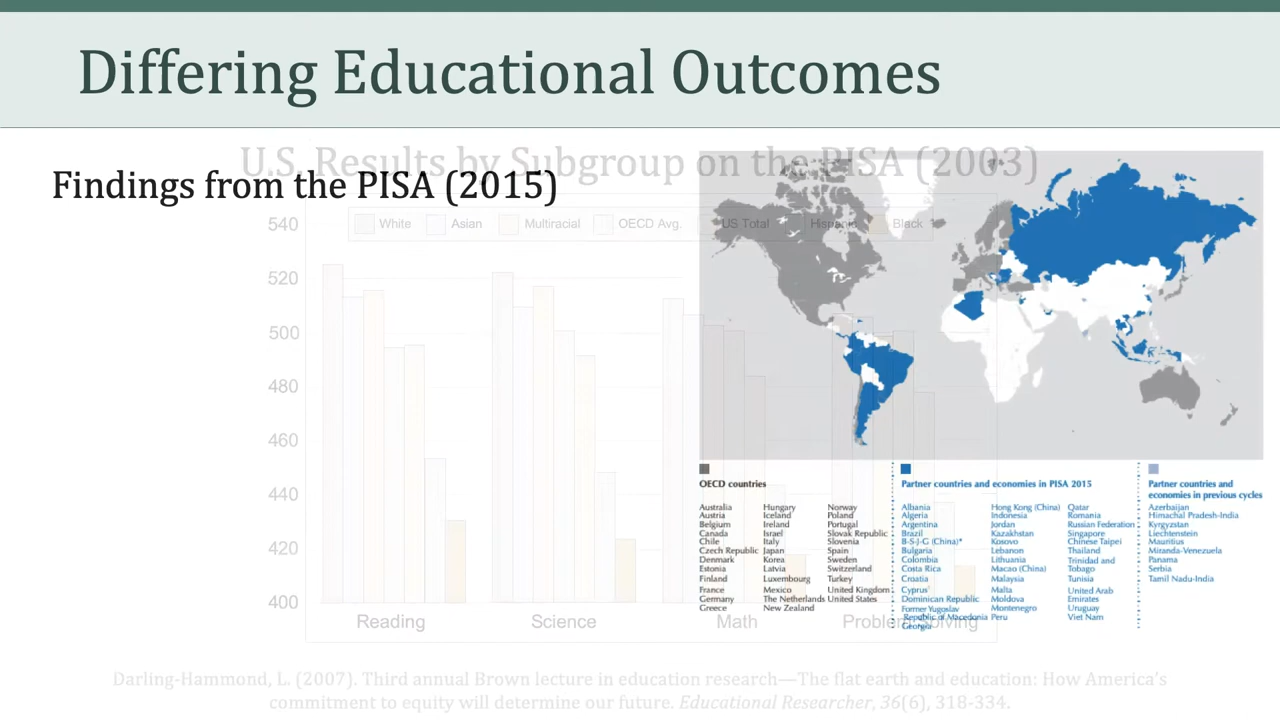 Differing Educational Outcomes
U.S. Results by Subgroup on the PISA (2003)
Findings from the PISA (2015)
White Asian Multiracial OECD Avg. US Total Hispanic Black
540
520
500
480
460
440
420
400
Reading Science Math Problem Solving
OECD countries
Australia
Austria
Belgium
Canada
Chile
Czech Republic
Denmark
Estonia
Finland
France
Germany
Greece
Hungary
Iceland
Ireland
Israel
Italy
Japan
Korea
Latvia
Luxembourg
Mexico
The Netherlands
New Zealand
Norway
Poland
Portugal
Slovak Republic
Slovenia
Spain
Sweden
Switzerland
Turkey
United Kingdom
United States
Partner countries and economies in PISA 2015
Albania
Algeria
Argentina
Brazil
B-S-J-G (China)*
Bulgaria
Colombia
Costa Rica
Croatia
Cyprus*
Dominican Republic
Former Yugoslav
Republic of Macedonia
Georgia
Hong Kong (China)
Indonesia
Jordan
Kazakhstan
Kosovo
Lebanon
Lithuania
Macao (China)
Malaysia
Malta
Moldova
Montenegro
Peru
Qatar
Romania
Russian Federation
Singapore
Chinese Taipei
Thailand
Trinidad and
Tobago
Tunisia
United Arab
Emirates
Uruguay
Viet Nam
Partner countries and
economies in previous cycles
Azerbaijan
Himachal Pradesh-India
Kyrgyzstan
Liechtenstein
Mauritius
Miranda-Venezuela
Panama
Serbia
Tamil Nadu-India
Darling-Hammond, L. (2007). Third annual Brown lecture in education research—The flat earth and education: How America's
commitment to equity will determine our future. Educational Researcher, 36(6), 318-334.